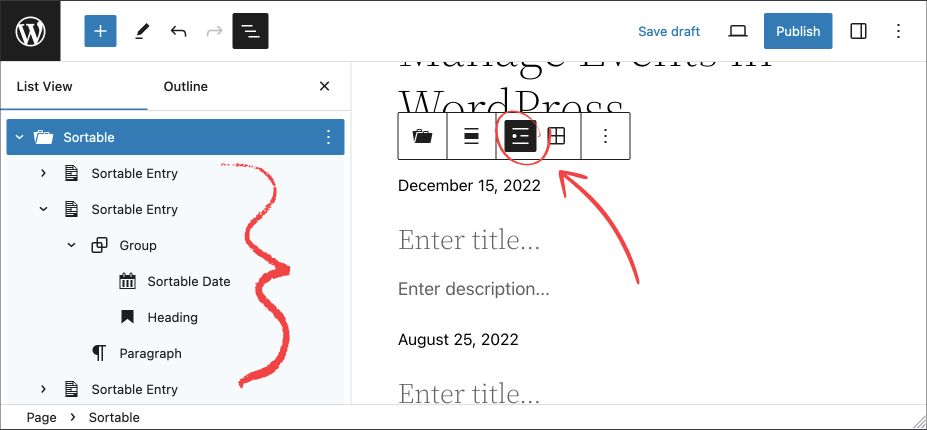 Save draft
Publish
List View
Outline
Manage Events in
WordPress
Sortable
Sortable Entry
Sortable Entry
Group
Sortable Date
Heading
Paragraph
Sortable Entry
December 15, 2022
Enter title...
Enter description...
August 25, 2022
Enter title...
Page
Sortable